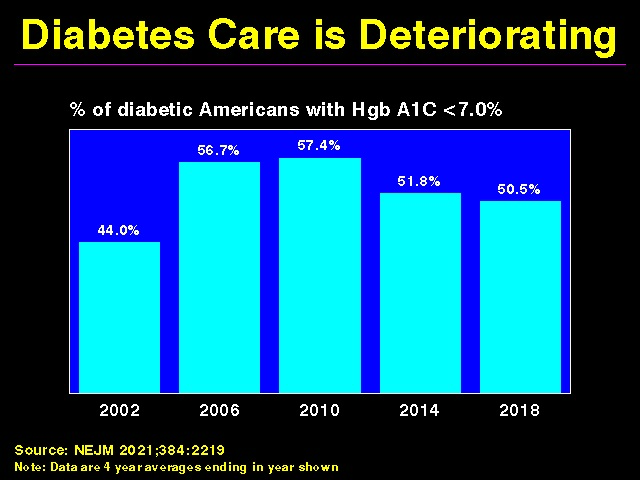 Diabetes Care is Deteriorating
% of diabetic Americans with Hgb A1C <7.0%
56.7%
57.4%
51.8%
50.5%
44.0%
2002 2006 2010 2014 2018
Source: NEJM 2021;384:2219
Note: Data are 4 year averages ending in year shown